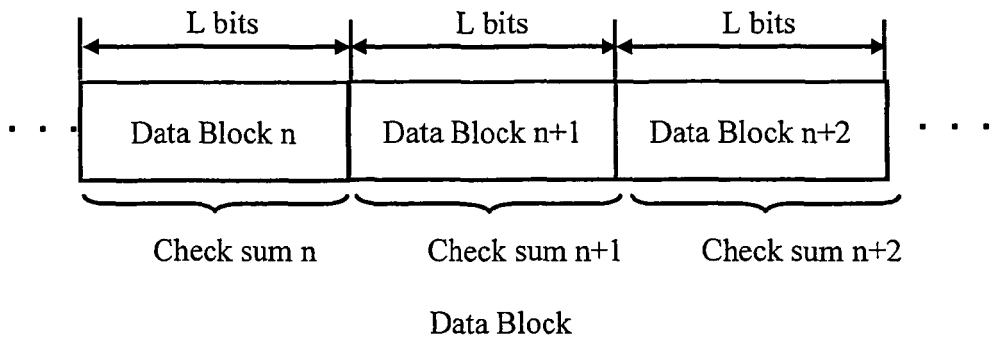 L bits L bits L bits
. . . Data Block n Data Block n+1 Data Block n+2 . . .
Check sum n Check sum n+1 Check sum n+2
Data Block